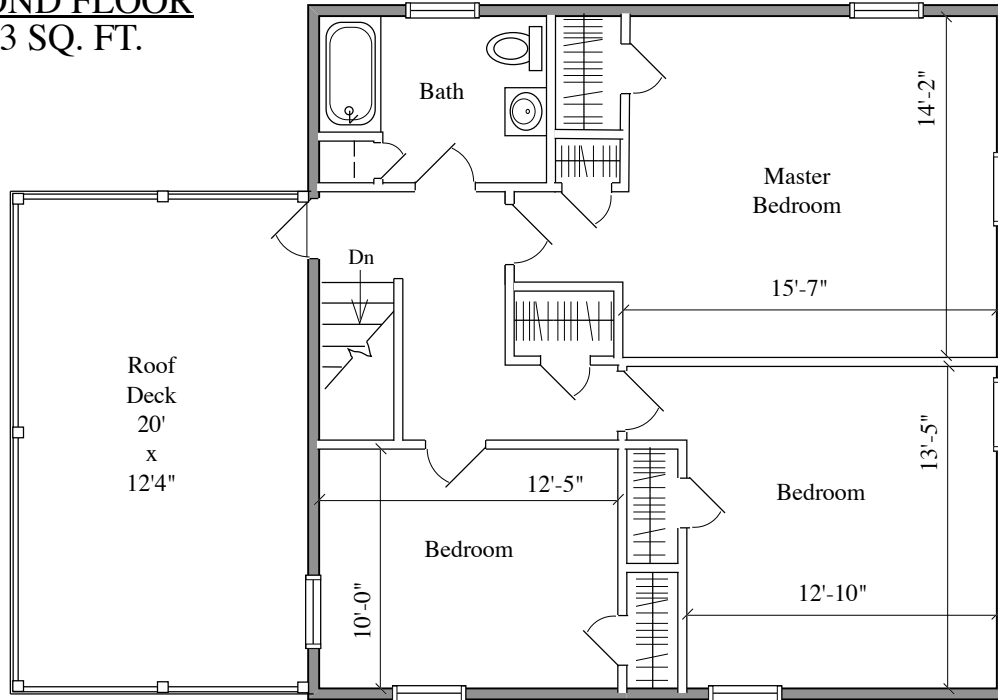 FLOOR
3 SQ. FT.
Bath
14'-2"
Master
Bedroom
Dn
15'-7"
Roof
Deck
20'
x
12'4"
13'-5"
12'-5"
Bedroom
Bedroom
10'-0"
12'-10"